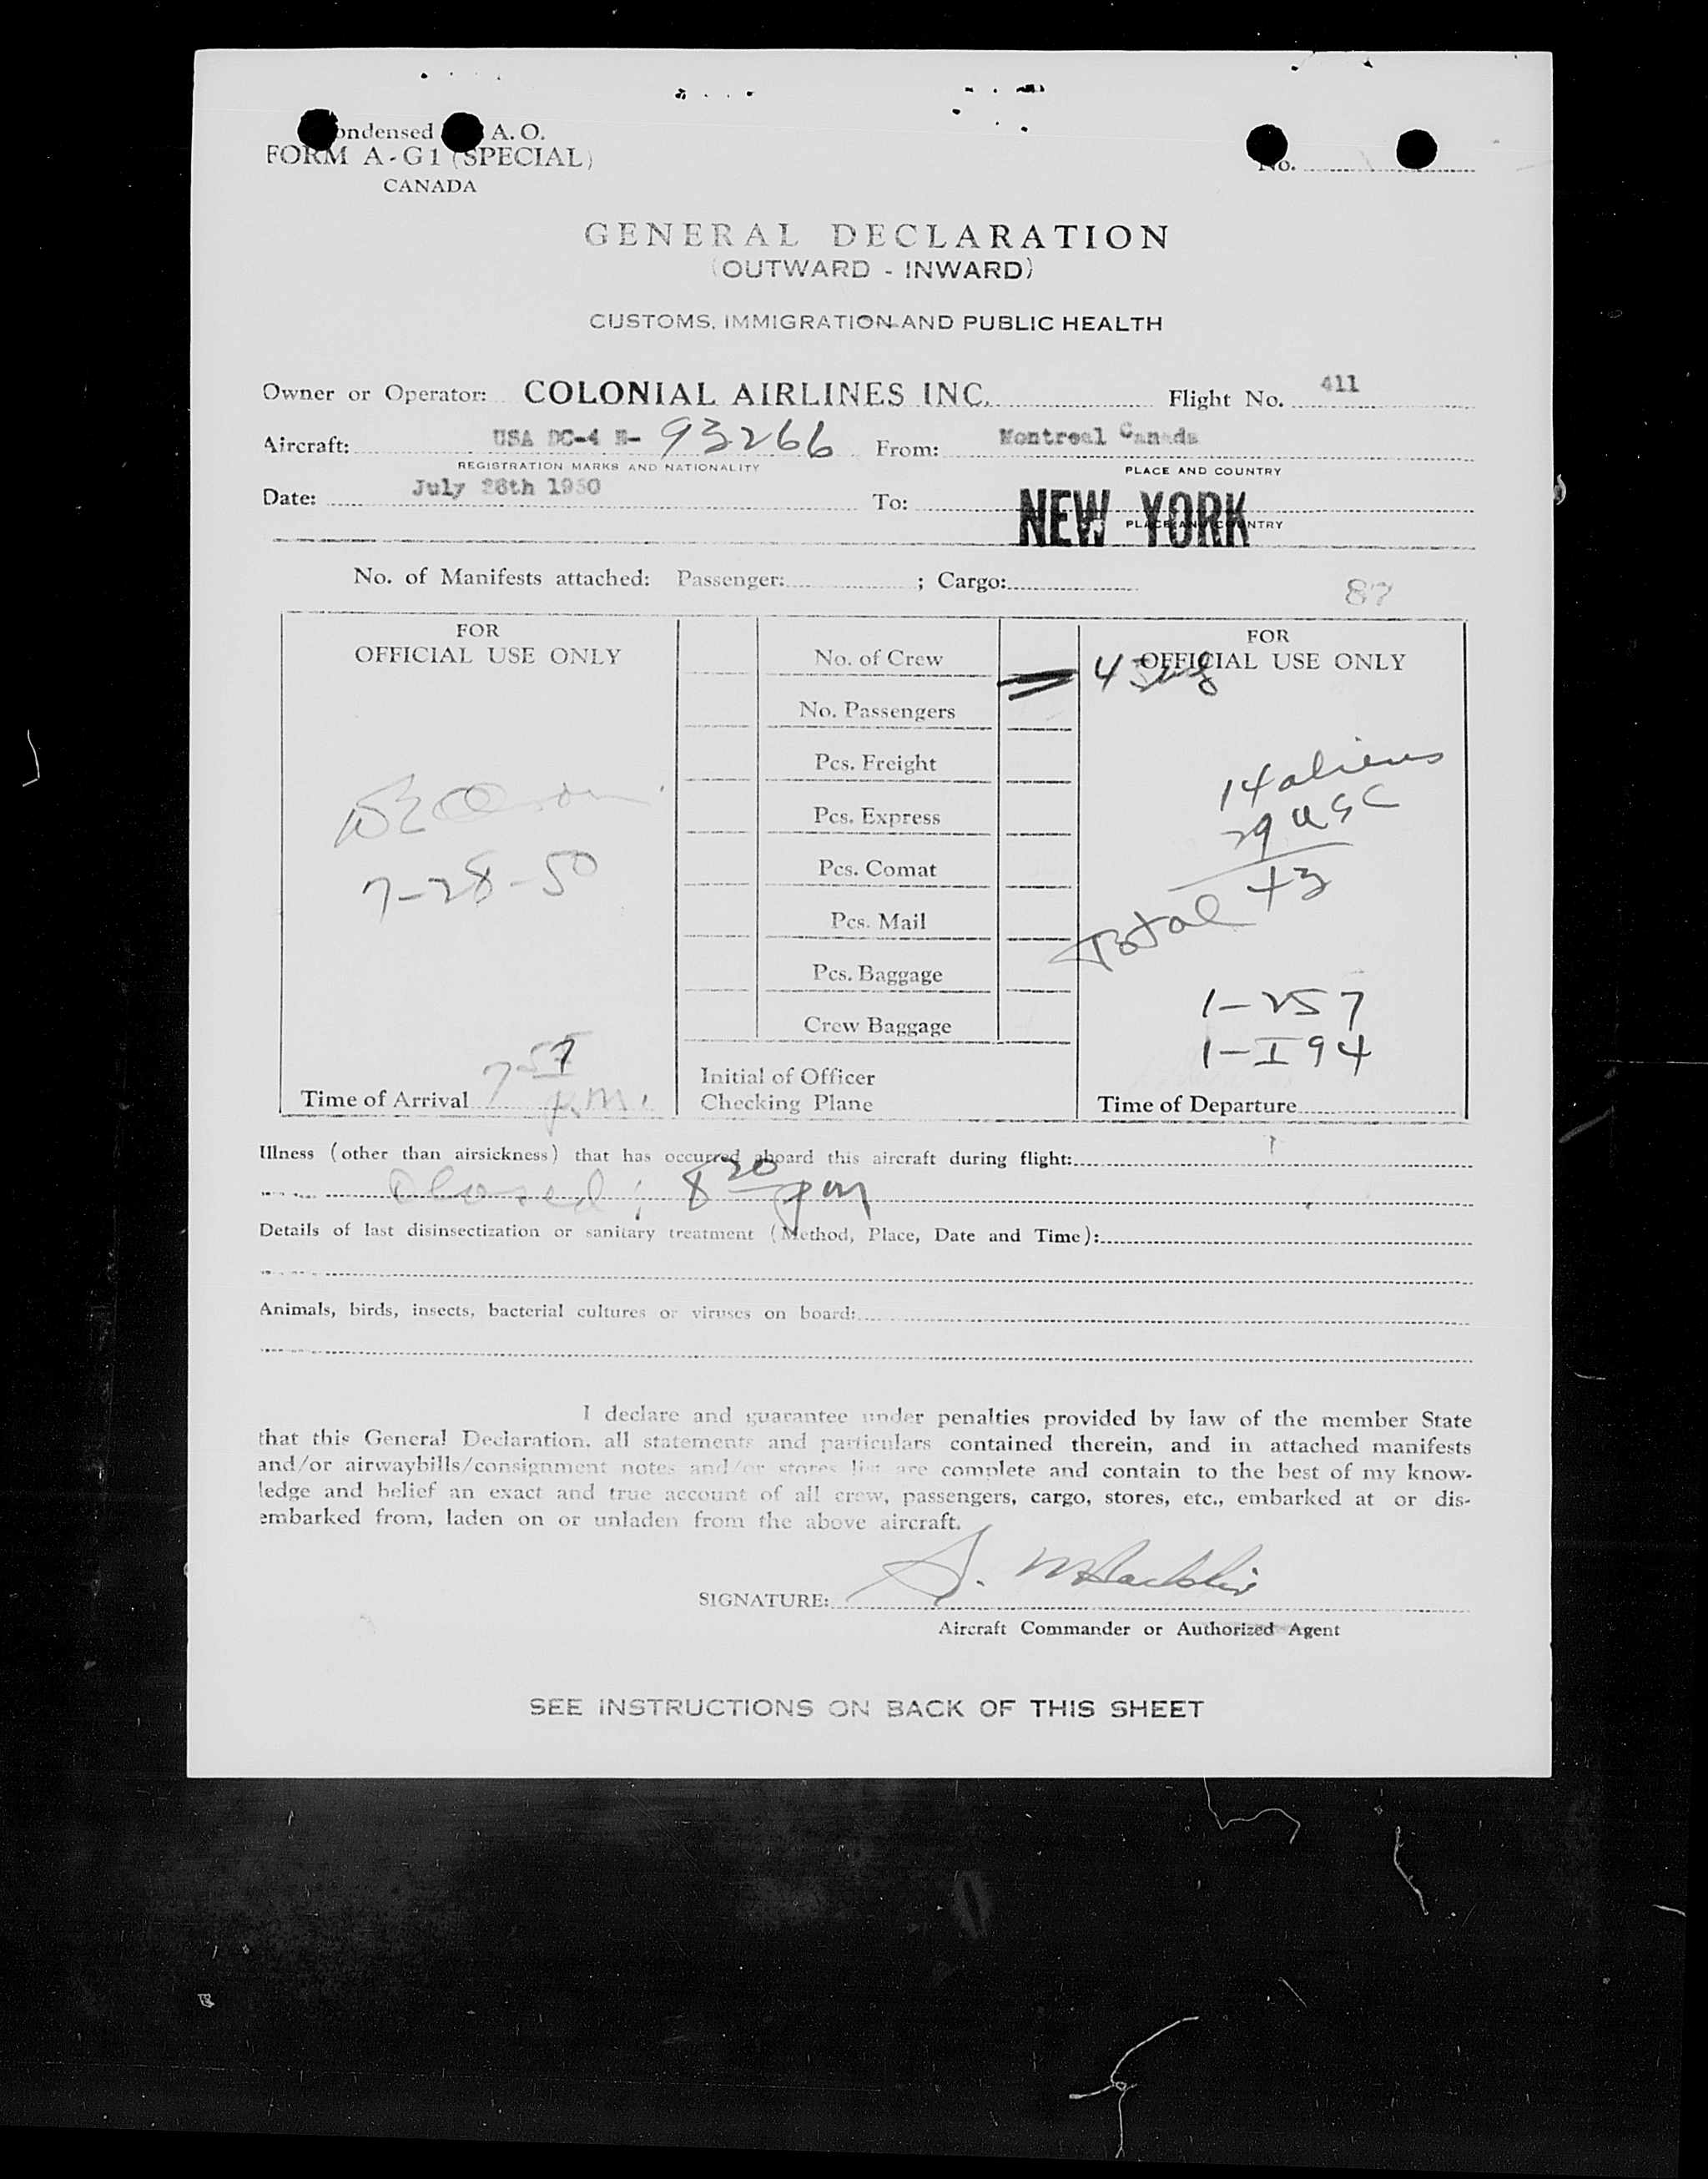 ondensed A. O.
FORM A-G1 (SPECIAL)
CANADA
No.
GENERAL DECLARATION
(OUTWARD - INWARD)
CUSTOMS, IMMIGRATION AND PUBLIC HEALTH
Owner or Operator: COLONIAL AIRLINES INC. Flight No. 411
Aircraft: USA DC-4 N- 93266 From: Montreal Canada
REGISTRATION MARKS AND NATIONALITY PLACE AND COUNTRY
Date: July 28th 1950 To: NEW YORK
PLACE AND COUNTRY
No. of Manifests attached: Passenger: ; Cargo:
87
FOR
OFFICIAL USE ONLY
7-28-50
Time of Arrival 7 57 P.M.
No. of Crew
No. Passengers
Pcs. Freight
Pcs. Express
Pcs. Comat
Pcs. Mail
Pcs. Baggage
Crew Baggage
Initial of Officer
Checking Plane
FOR
OFFICIAL USE ONLY
4
14 aliens
29 USC
Total 43
1-257
1-I94
Time of Departure
Illness (other than airsickness) that has occurred aboard this aircraft during flight:
Closed; 8 20 pm
Details of last disinsectization or sanitary treatment (Method, Place, Date and Time):
Animals, birds, insects, bacterial cultures or viruses on board:
I declare and guarantee under penalties provided by law of the member State
that this General Declaration, all statements and particulars contained therein, and in attached manifests
and/or airwaybills/consignment notes and/or stores list are complete and contain to the best of my know-
ledge and belief an exact and true account of all crew, passengers, cargo, stores, etc., embarked at or dis-
embarked from, laden on or unladen from the above aircraft.
SIGNATURE: S.
Aircraft Commander or Authorized Agent
SEE INSTRUCTIONS ON BACK OF THIS SHEET